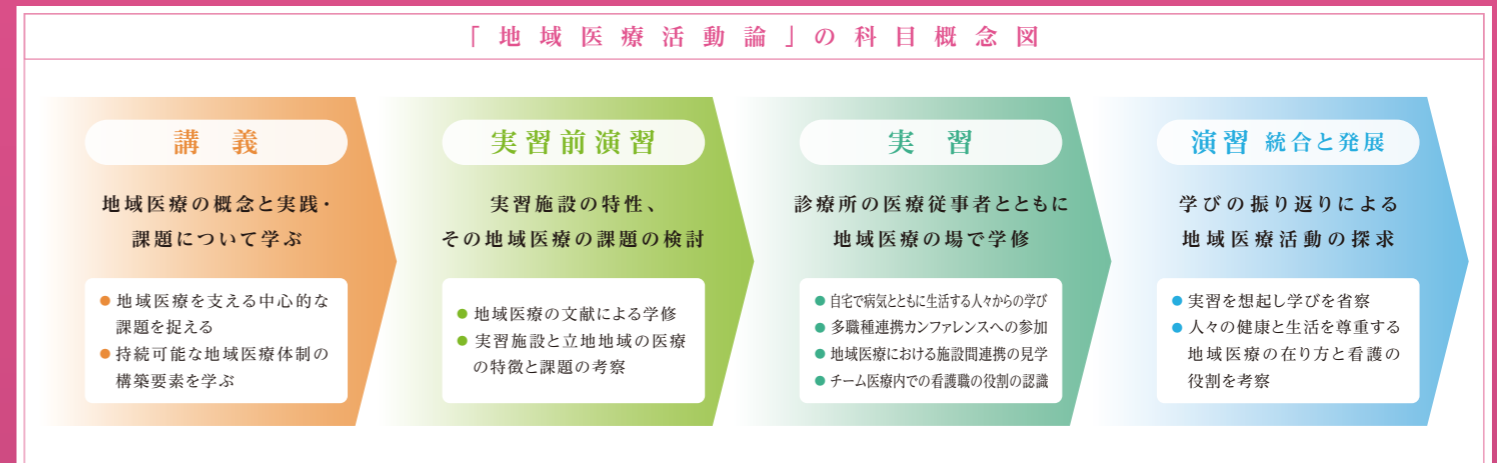 「地域医療活動論」の科目概念図
講義
地域医療の概念と実践・
課題について学ぶ
● 地域医療を支える中心的な
課題を捉える
● 持続可能な地域医療体制の
構築要素を学ぶ
実習前演習
実習施設の特性、
その地域医療の課題の検討
● 地域医療の文献による学修
● 実習施設と立地地域の医療
の特徴と課題の考察
実習
診療所の医療従事者とともに
地域医療の場で学修
● 自宅で病気とともに生活する人々からの学び
● 多職種連携カンファレンスへの参加
● 地域医療における施設間連携の見学
● チーム医療内での看護職の役割の認識
演習 統合と発展
学びの振り返りによる
地域医療活動の探求
● 実習を想起し学びを省察
● 人々の健康と生活を尊重する
地域医療の在り方と看護の
役割を考察